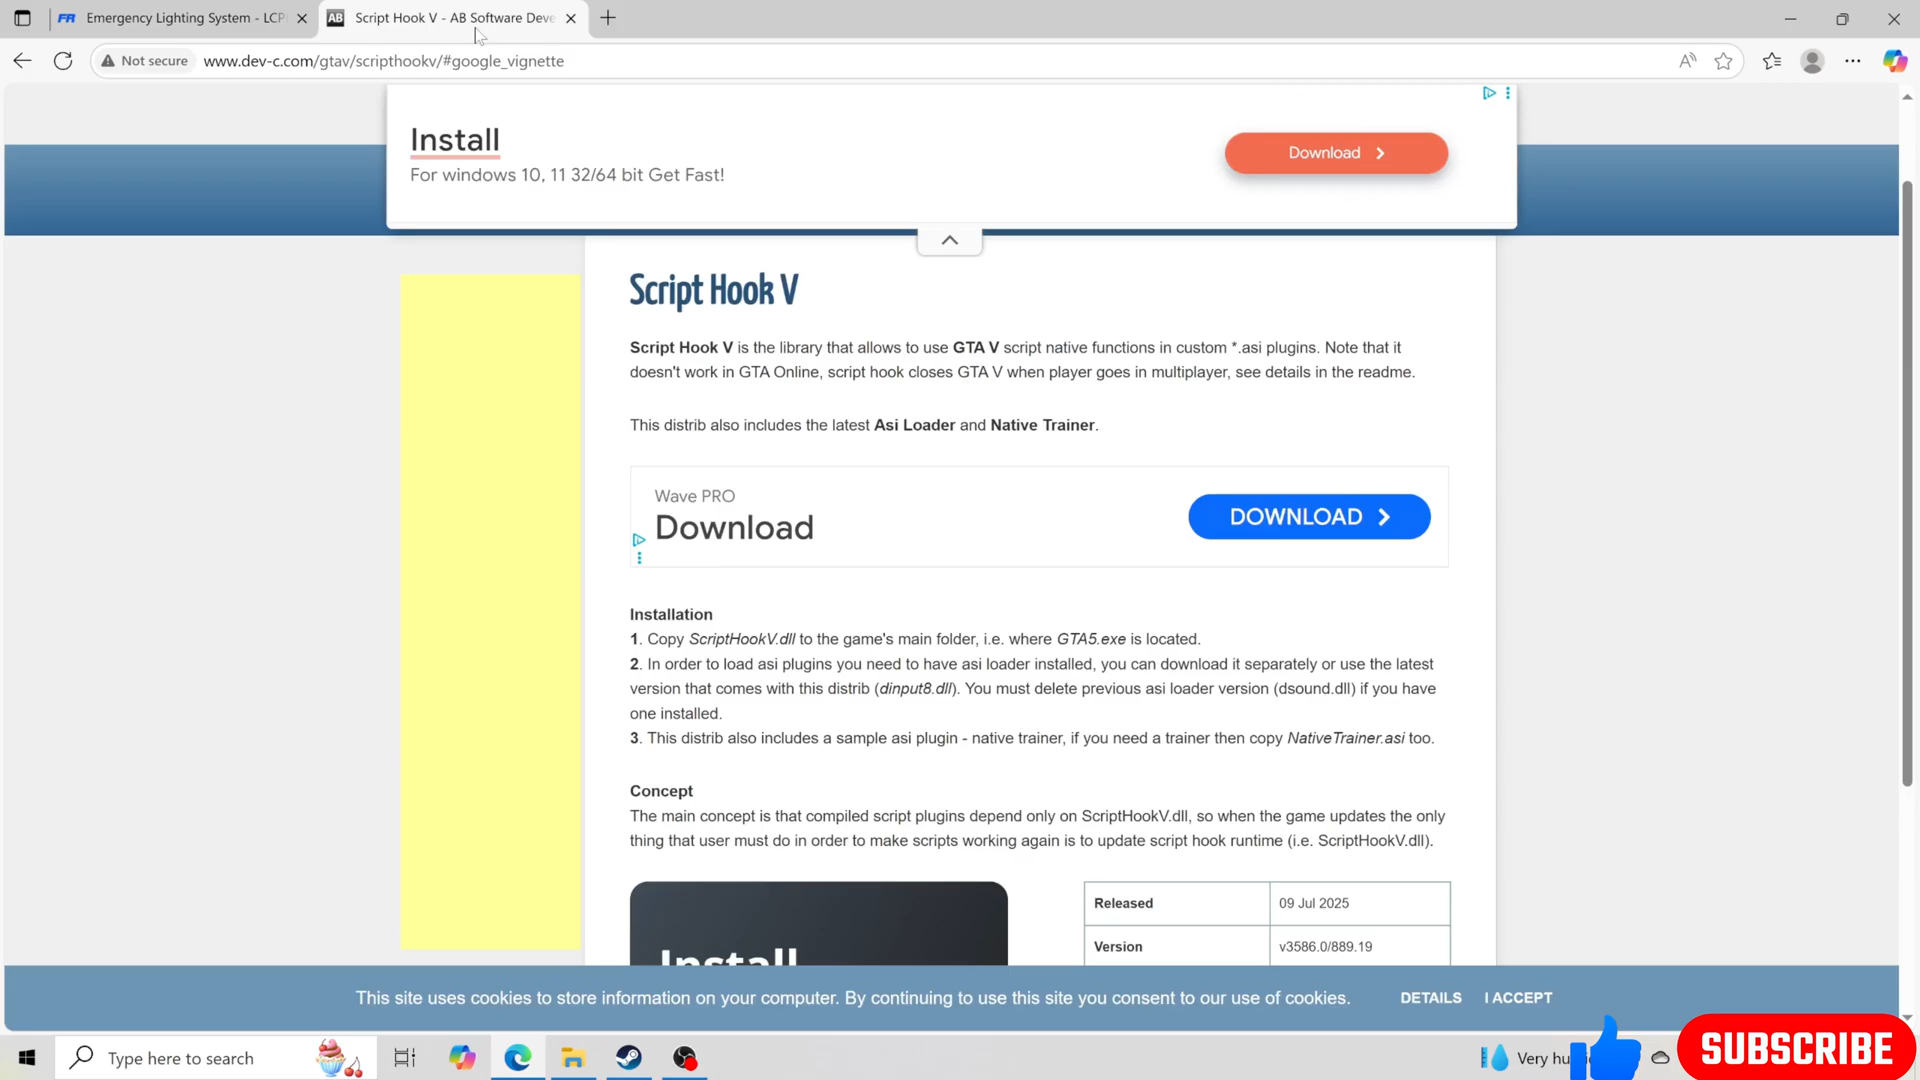 Emergency Lighting System - LCP
Script Hook V - AB Software Deve
Not secure
www.dev-c.com/gtav/scripthookv/#google_vignette
Install
For windows 10, 11 32/64 bit Get Fast!
Download
Script Hook V
Script Hook V is the library that allows to use GTA V script native functions in custom *.asi plugins. Note that it
doesn't work in GTA Online, script hook closes GTA V when player goes in multiplayer, see details in the readme.
This distrib also includes the latest Asi Loader and Native Trainer.
Wave PRO
Download
DOWNLOAD
Installation
1. Copy ScriptHookV.dll to the game's main folder, i.e. where GTA5.exe is located.
2. In order to load asi plugins you need to have asi loader installed, you can download it separately or use the latest
version that comes with this distrib (dinput8.dll). You must delete previous asi loader version (dsound.dll) if you have
one installed.
3. This distrib also includes a sample asi plugin - native trainer, if you need a trainer then copy NativeTrainer.asi too.
Concept
The main concept is that compiled script plugins depend only on ScriptHookV.dll, so when the game updates the only
thing that user must do in order to make scripts working again is to update script hook runtime (i.e. ScriptHookV.dll).
Install
Released 09 Jul 2025
Version v3586.0/889.19
This site uses cookies to store information on your computer. By continuing to use this site you consent to our use of cookies. DETAILS I ACCEPT
Type here to search
Very hu
SUBSCRIBE